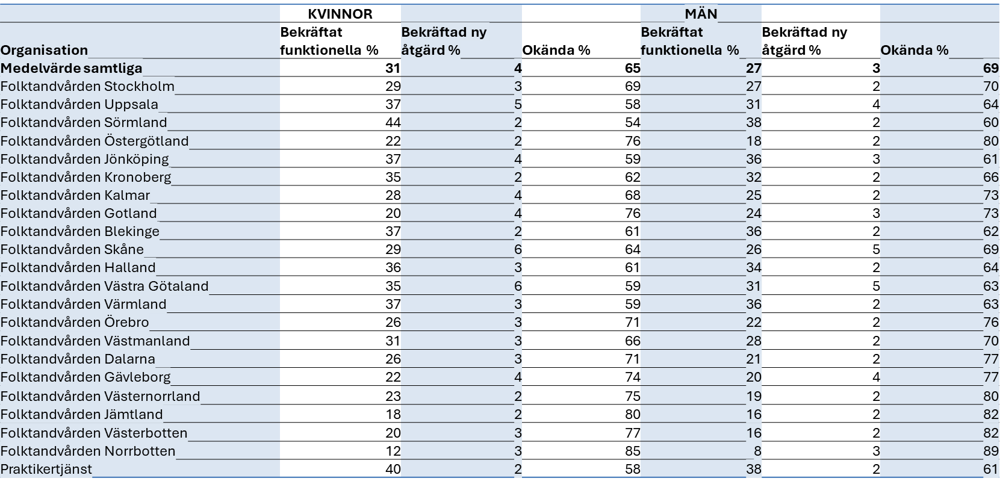 KVINNOR MÄN
Bekräftat Bekräftad ny Bekräftat Bekräftad ny
Organisation funktionella % åtgärd % Okända % funktionella % åtgärd % Okända %
Medelvärde samtliga 31 4 65 27 3 69
Folktandvården Stockholm 29 3 69 27 2 70
Folktandvården Uppsala 37 5 58 31 4 64
Folktandvården Sörmland 44 2 54 38 2 60
Folktandvården Östergötland 22 2 76 18 2 80
Folktandvården Jönköping 37 4 59 36 3 61
Folktandvården Kronoberg 35 2 62 32 2 66
Folktandvården Kalmar 28 4 68 25 2 73
Folktandvården Gotland 20 4 76 24 3 73
Folktandvården Blekinge 37 2 61 36 2 62
Folktandvården Skåne 29 6 64 26 5 69
Folktandvården Halland 36 3 61 34 2 64
Folktandvården Västra Götaland 35 6 59 31 5 63
Folktandvården Värmland 37 3 59 36 2 63
Folktandvården Örebro 26 3 71 22 2 76
Folktandvården Västmanland 31 3 66 28 2 70
Folktandvården Dalarna 26 3 71 21 2 77
Folktandvården Gävleborg 22 4 74 20 4 77
Folktandvården Västernorrland 23 2 75 19 2 80
Folktandvården Jämtland 18 2 80 16 2 82
Folktandvården Västerbotten 20 3 77 16 2 82
Folktandvården Norrbotten 12 3 85 8 3 89
Praktikertjänst 40 2 58 38 2 61